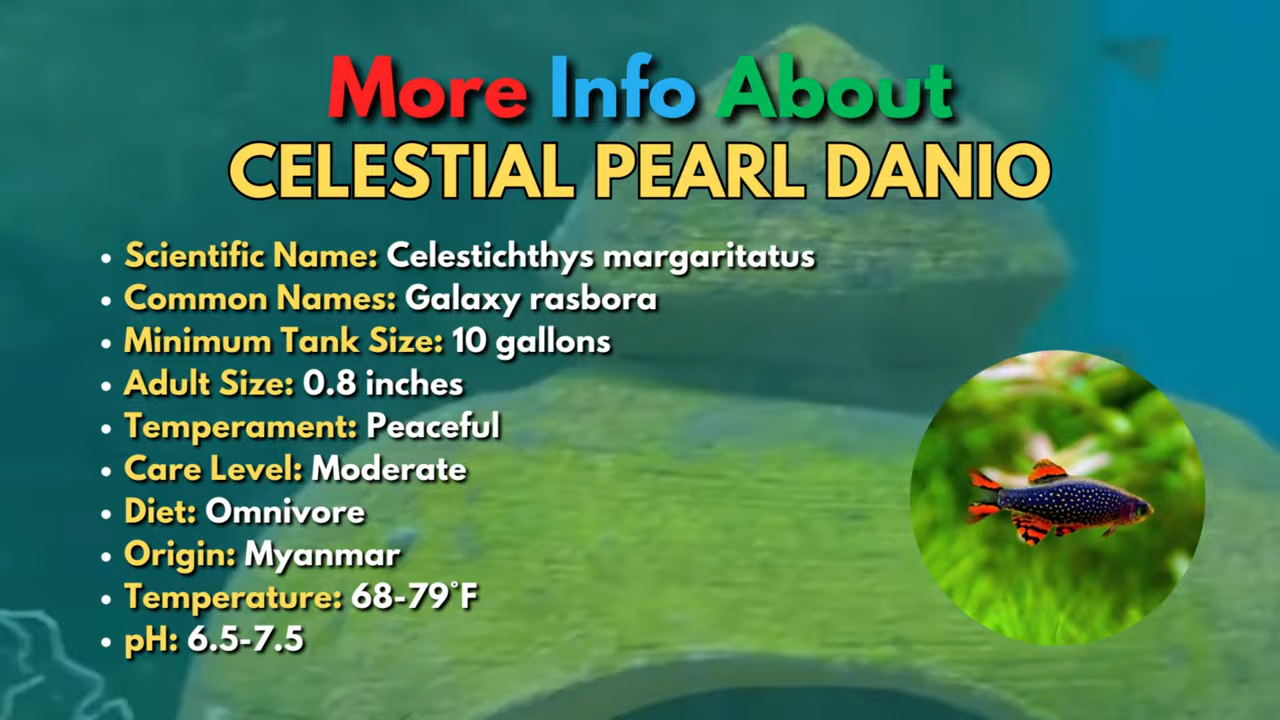 More Info About
CELESTIAL PEARL DANIO
• Scientific Name: Celestichthys margaritatus
• Common Names: Galaxy rasbora
• Minimum Tank Size: 10 gallons
• Adult Size: 0.8 inches
• Temperament: Peaceful
• Care Level: Moderate
• Diet: Omnivore
• Origin: Myanmar
• Temperature: 68-79°F
• pH: 6.5-7.5